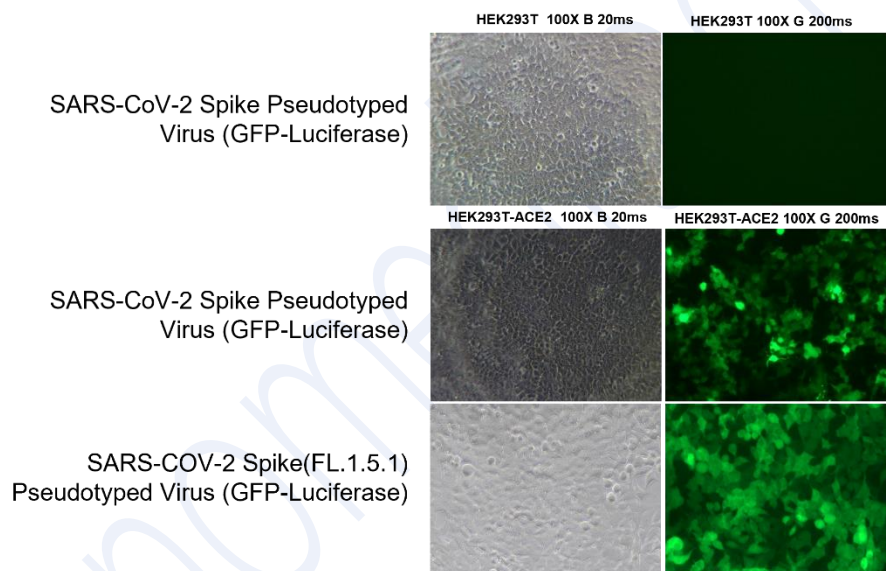 HEK293T 100X B 20ms
HEK293T 100X G 200ms
SARS-CoV-2 Spike Pseudotyped
Virus (GFP-Luciferase)
HEK293T-ACE2 100X B 20ms
HEK293T-ACE2 100X G 200ms
SARS-CoV-2 Spike Pseudotyped
Virus (GFP-Luciferase)
SARS-COV-2 Spike(FL.1.5.1)
Pseudotyped Virus (GFP-Luciferase)